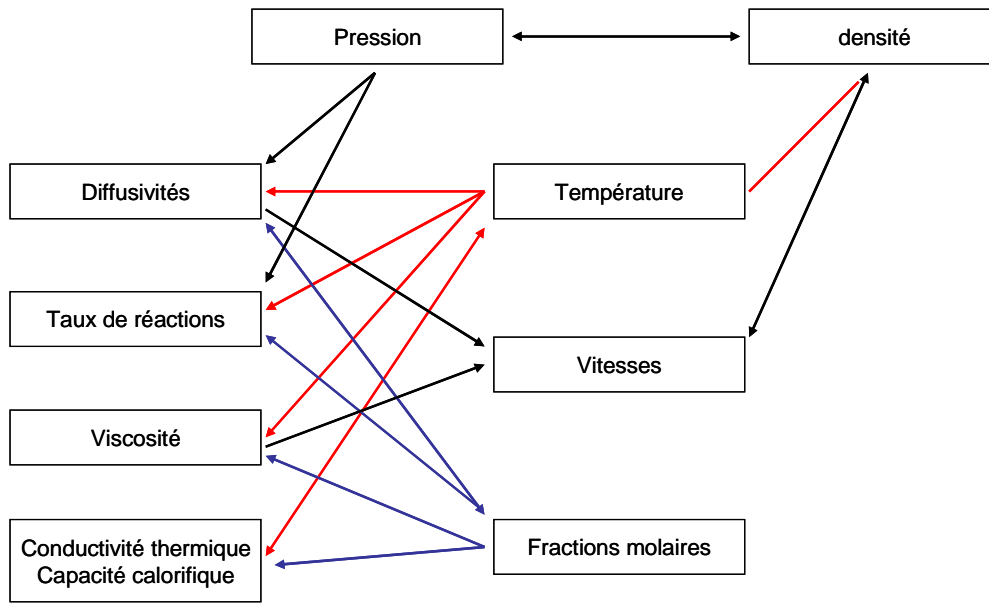 Pression
densité
Diffusivités
Température
Taux de réactions
Vitesses
Viscosité
Conductivité thermique
Capacité calorifique
Fractions molaires